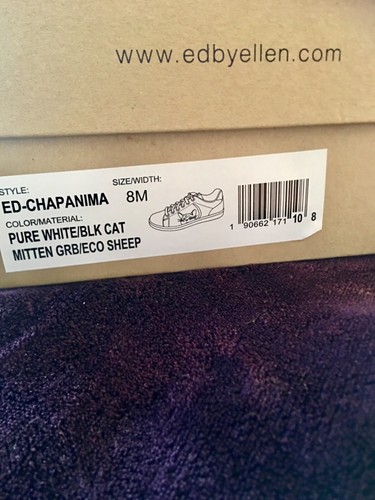 www.edbyellen.com
STYLE:
SIZE/WIDTH:
ED-CHAPANIMA 8M
COLOR/MATERIAL:
PURE WHITE/BLK CAT
MITTEN GRB/ECO SHEEP
1 90662 171 10 8